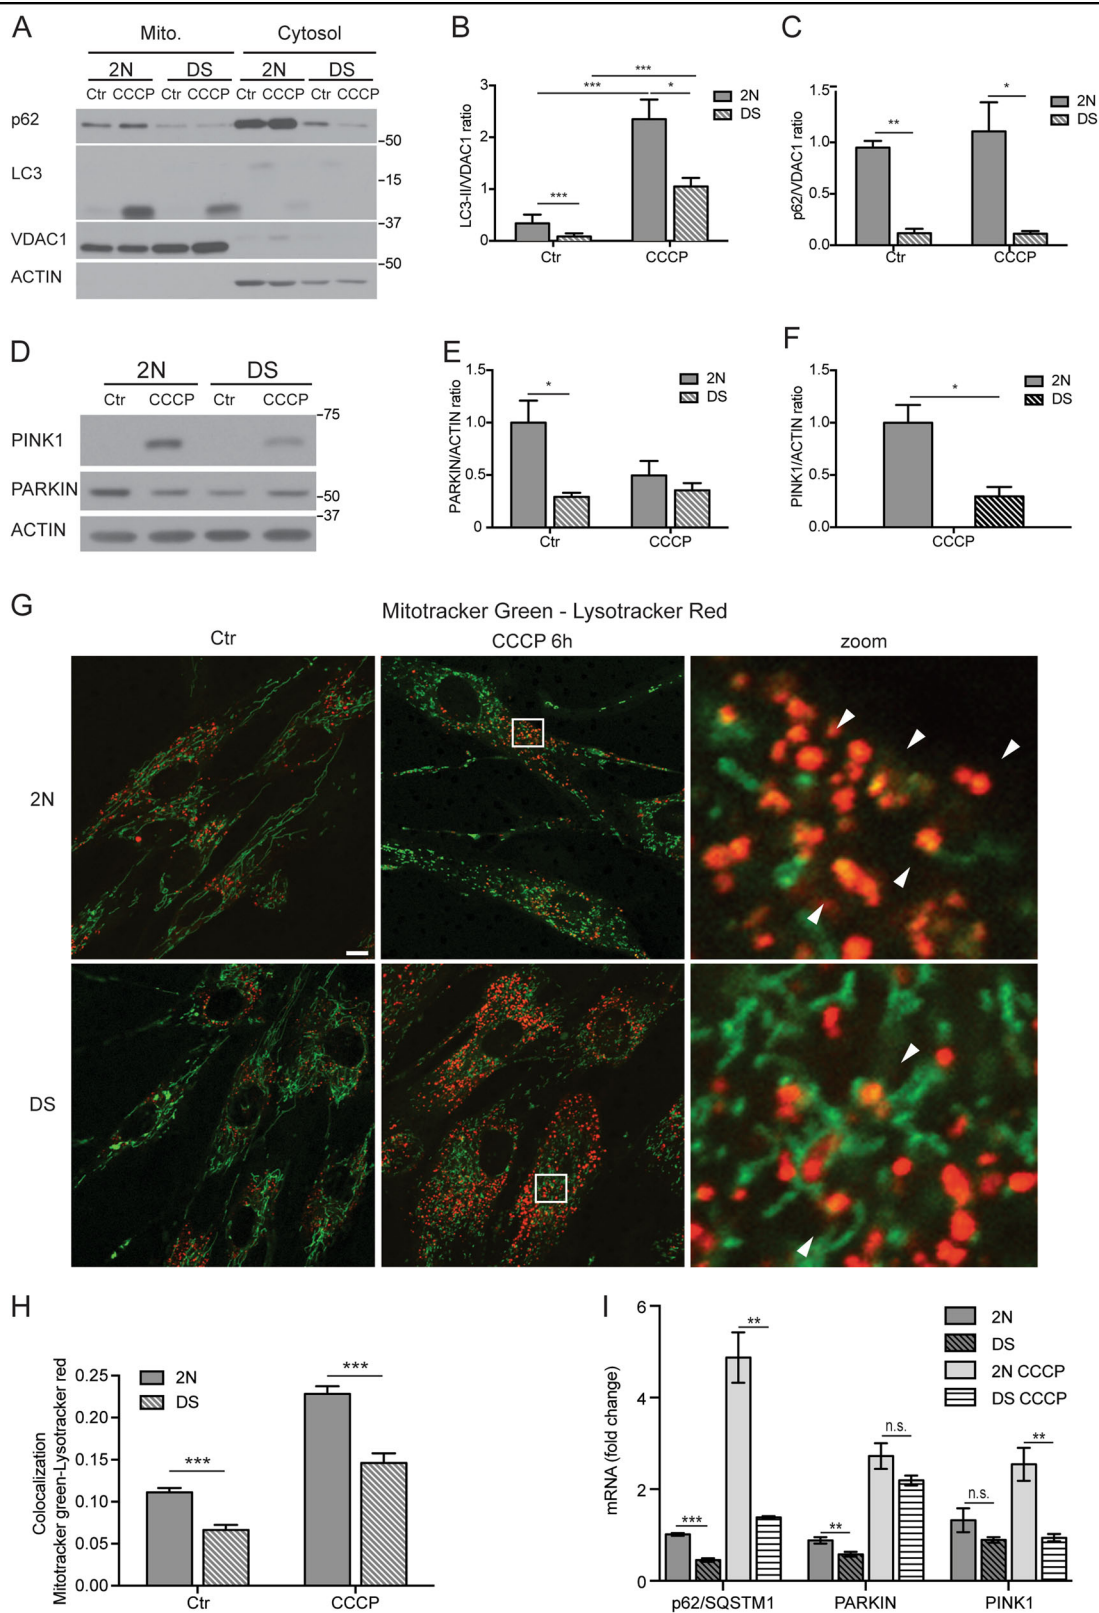 A
Mito. Cytosol
2N DS 2N DS
Ctr CCCP Ctr CCCP Ctr CCCP Ctr CCCP
p62
-50
LC3
-15
-37
VDAC1
-50
ACTIN
B
LC3-II/VDAC1 ratio
3
2
1
0
***
***
***
*
2N
DS
Ctr CCCP
C
p62/VDAC1 ratio
1.5
1.0
0.5
0.0
**
*
2N
DS
Ctr CCCP
D
2N DS
Ctr CCCP Ctr CCCP
-75
PINK1
PARKIN
-50
-37
ACTIN
E
PARKIN/ACTIN ratio
1.5
1.0
0.5
0
*
2N
DS
Ctr CCCP
F
PINK1/ACTIN ratio
1.5
1.0
0.5
0.0
*
2N
DS
CCCP
G
Mitotracker Green - Lysotracker Red
Ctr CCCP 6h zoom
2N
DS
H
Colocalization
Mitotracker green-Lysotracker red
0.25
0.20
0.15
0.10
0.05
0.00
2N
DS
***
***
Ctr CCCP
I
mRNA (fold change)
6
4
2
0
2N
DS
2N CCCP
DS CCCP
***
**
**
n.s.
n.s.
**
p62/SQSTM1 PARKIN PINK1